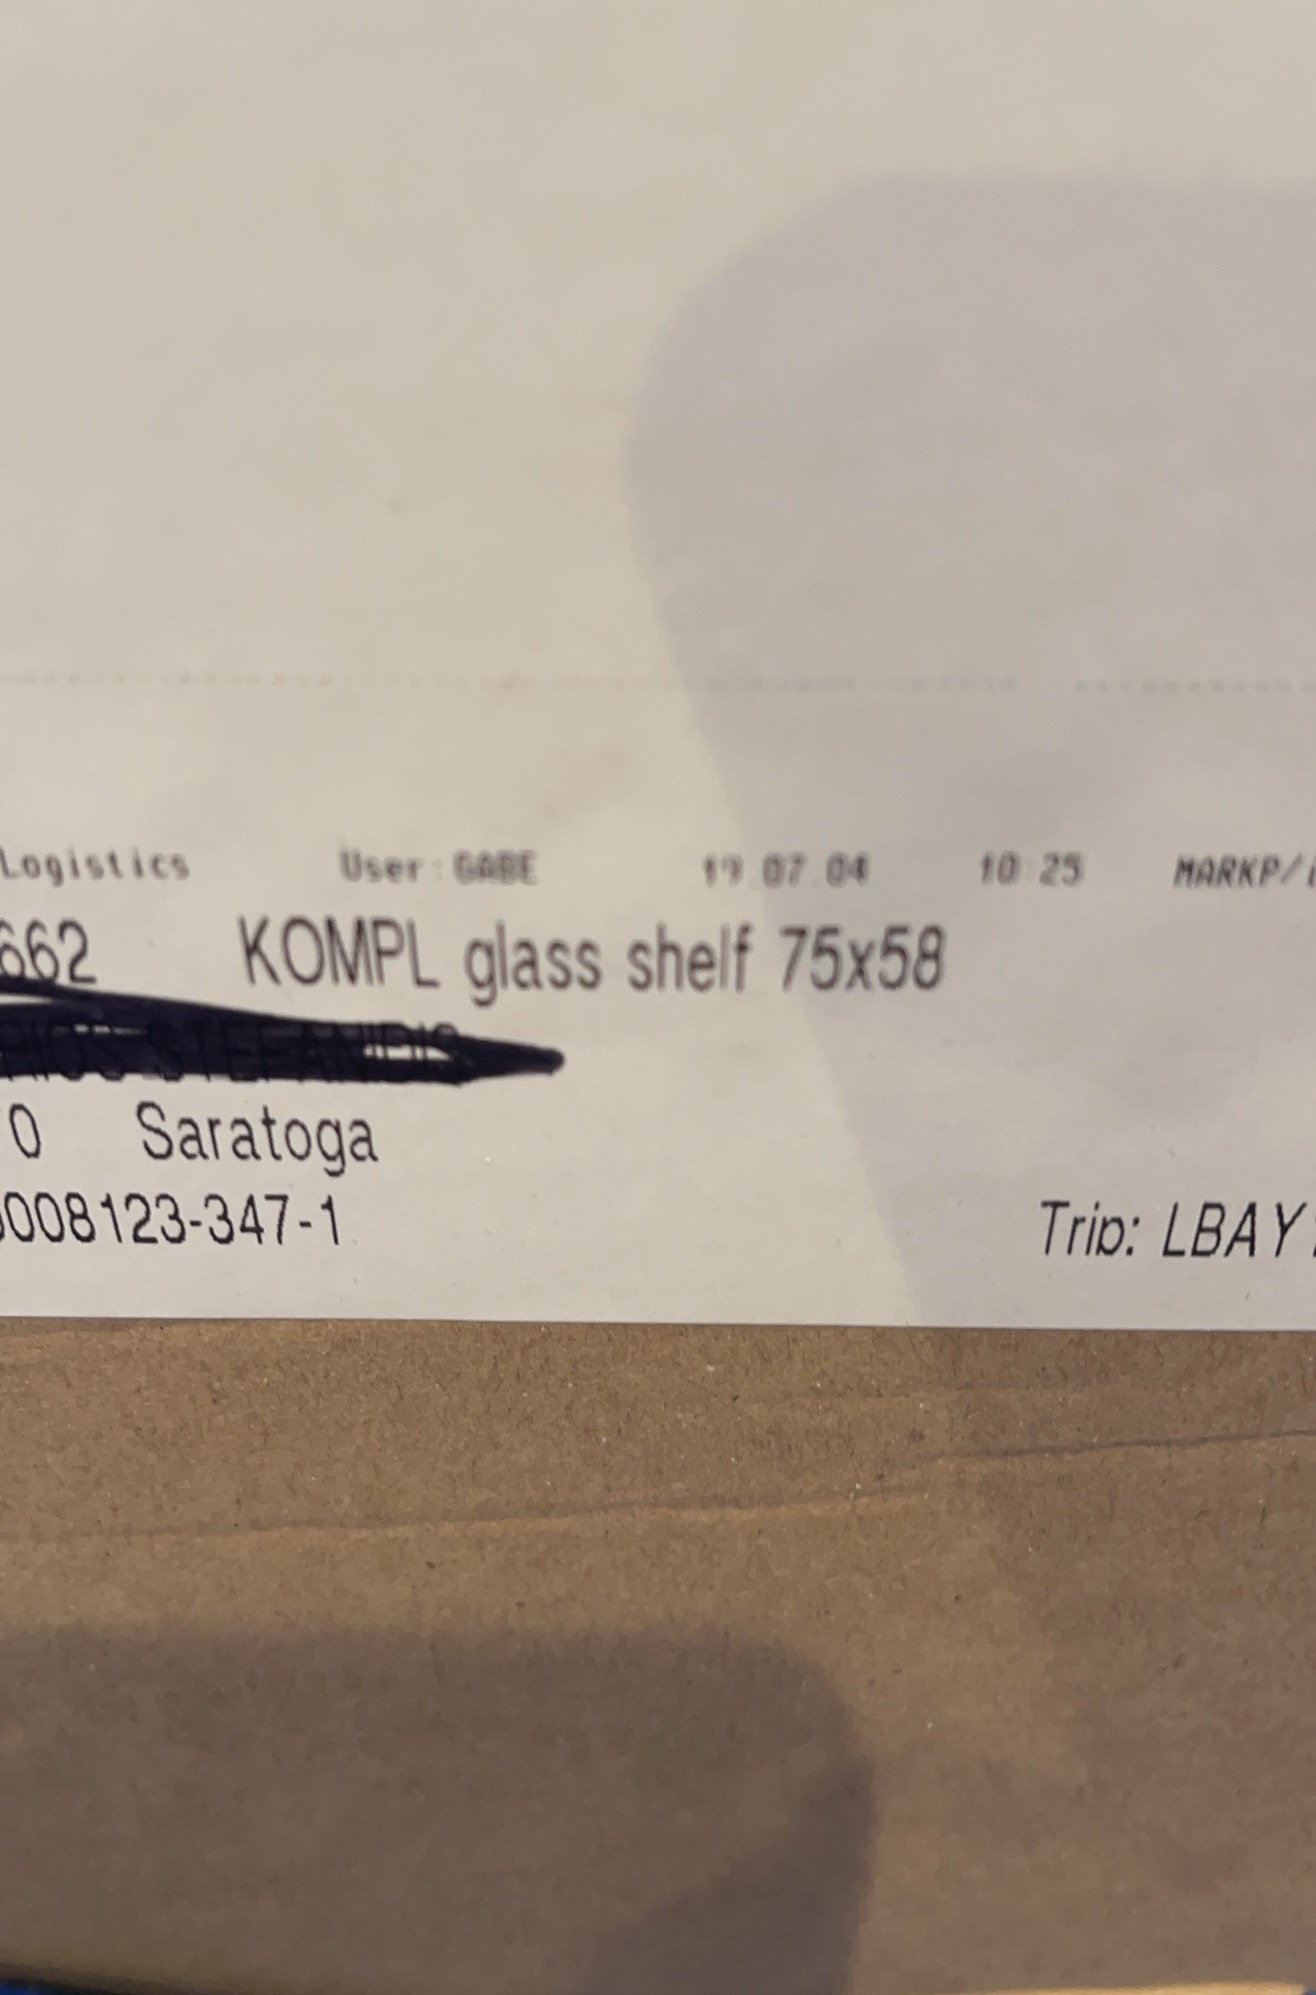 Logistics User:GABE 19.07.04 10:25 MARKP/
662 KOMPL glass shelf 75x58
0 Saratoga
008123-347-1 Trip: LBAY